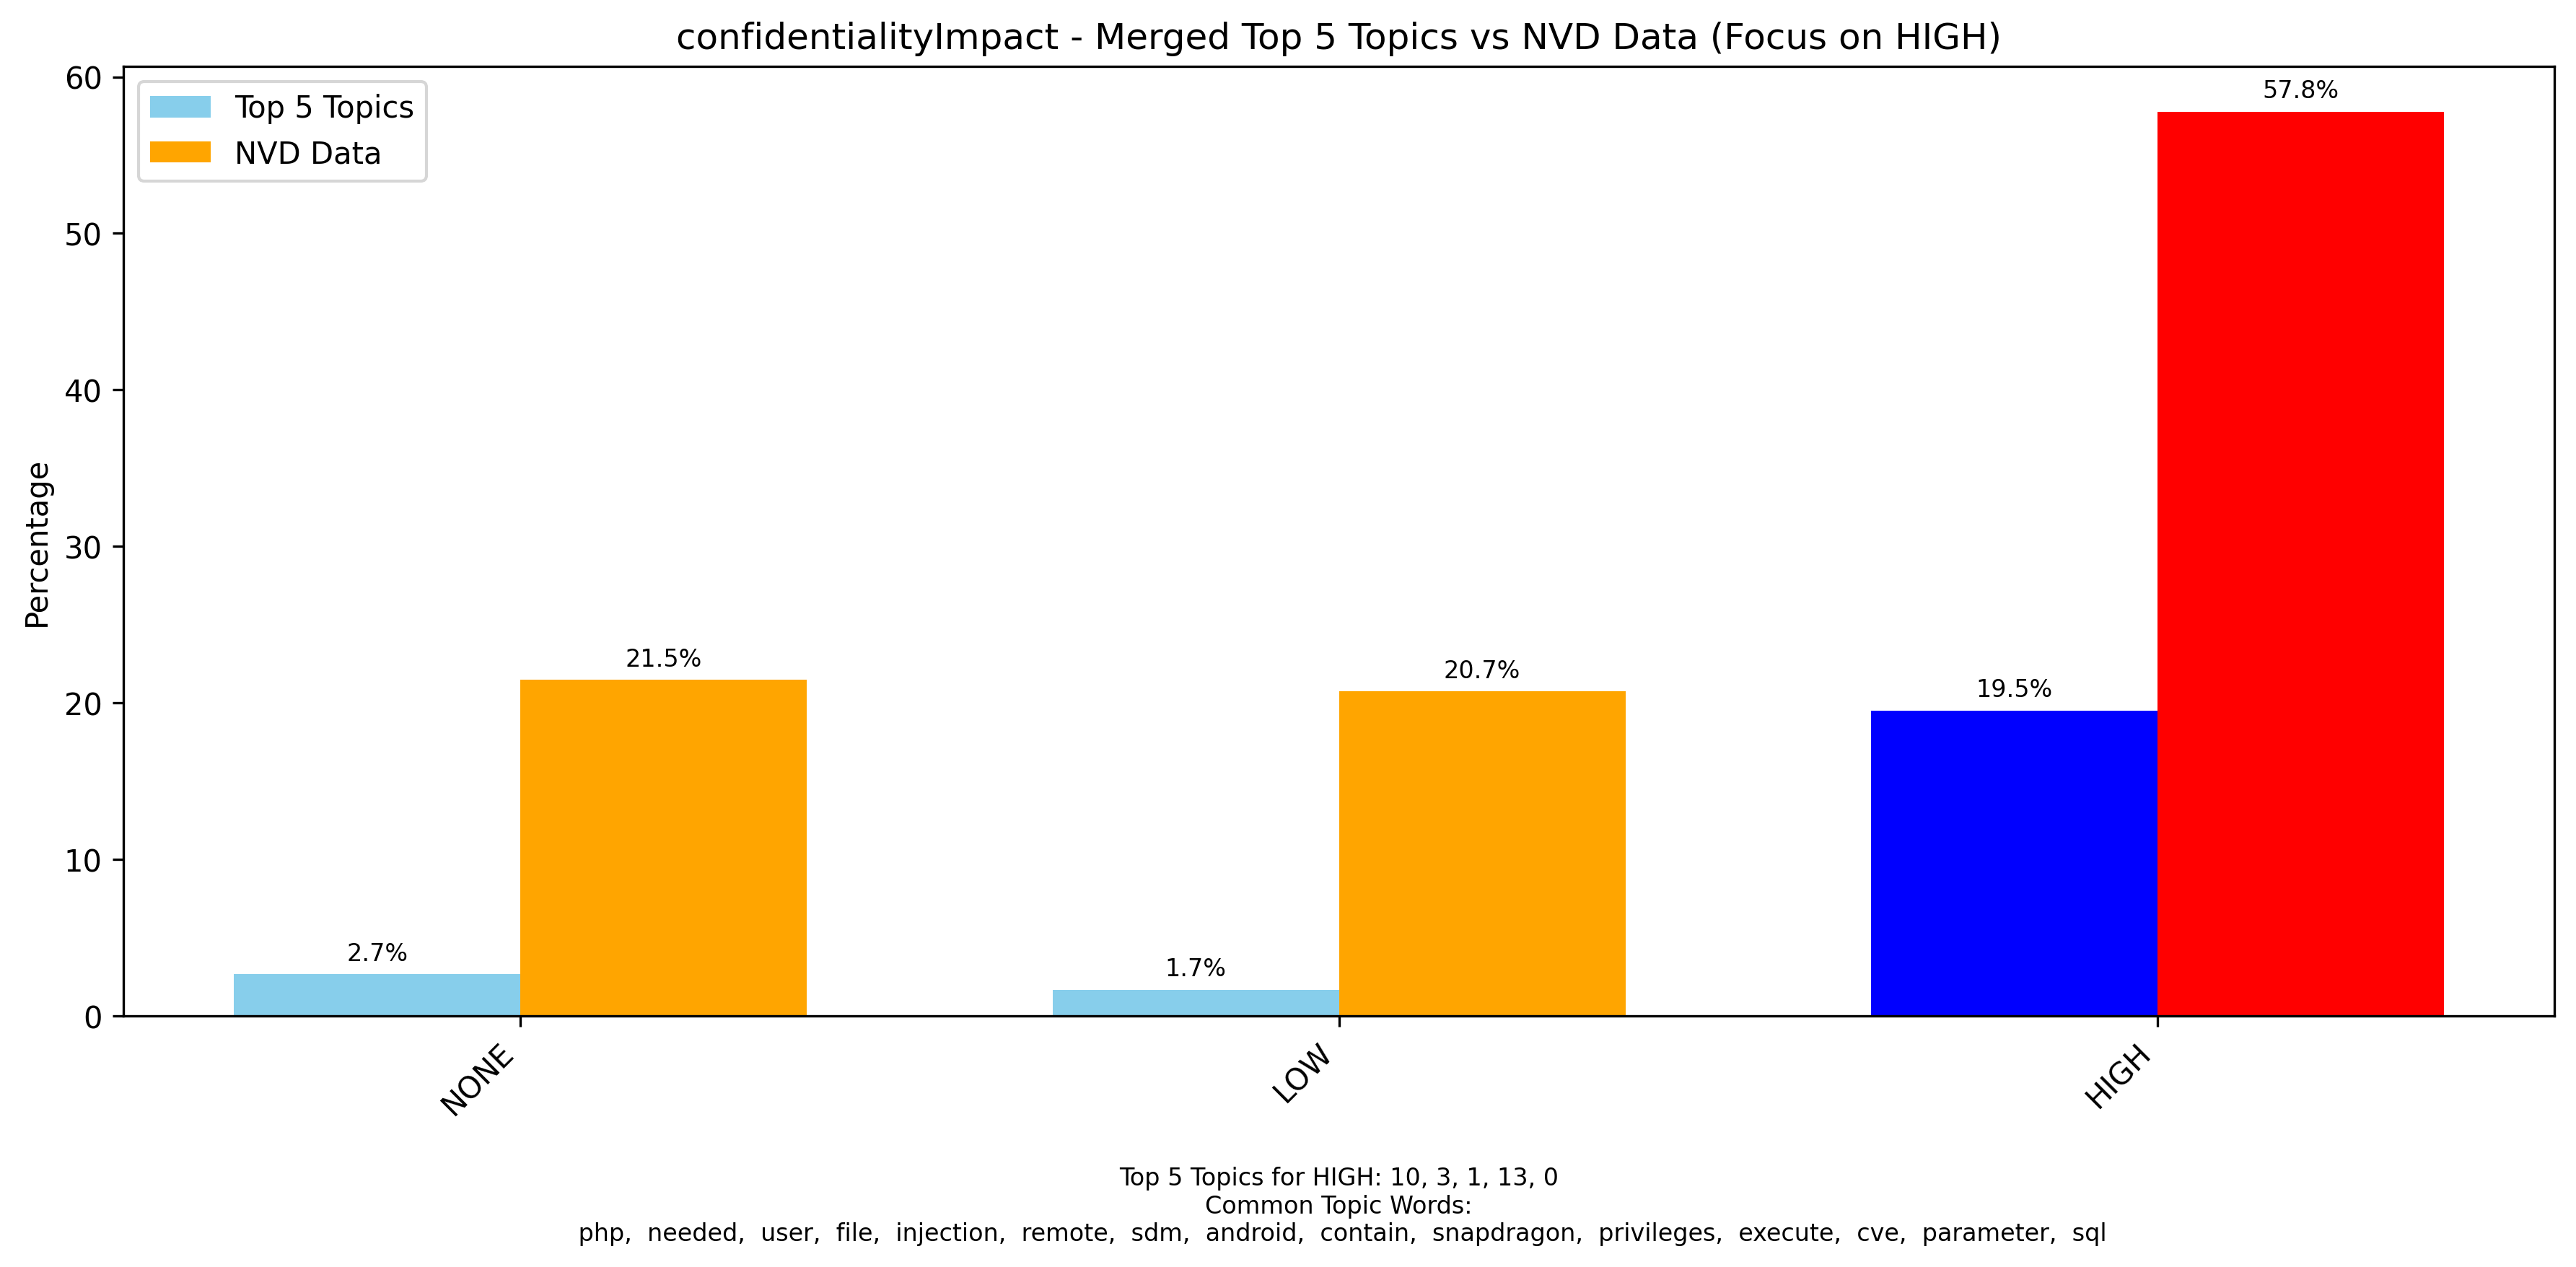 confidentialityImpact - Merged Top 5 Topics vs NVD Data (Focus on HIGH)
Top 5 Topics
NVD Data
Percentage
60
50
40
30
20
10
0
2.7%
21.5%
1.7%
20.7%
19.5%
57.8%
NONE
LOW
HIGH
Top 5 Topics for HIGH: 10, 3, 1, 13, 0
Common Topic Words:
php, needed, user, file, injection, remote, sdm, android, contain, snapdragon, privileges, execute, cve, parameter, sql